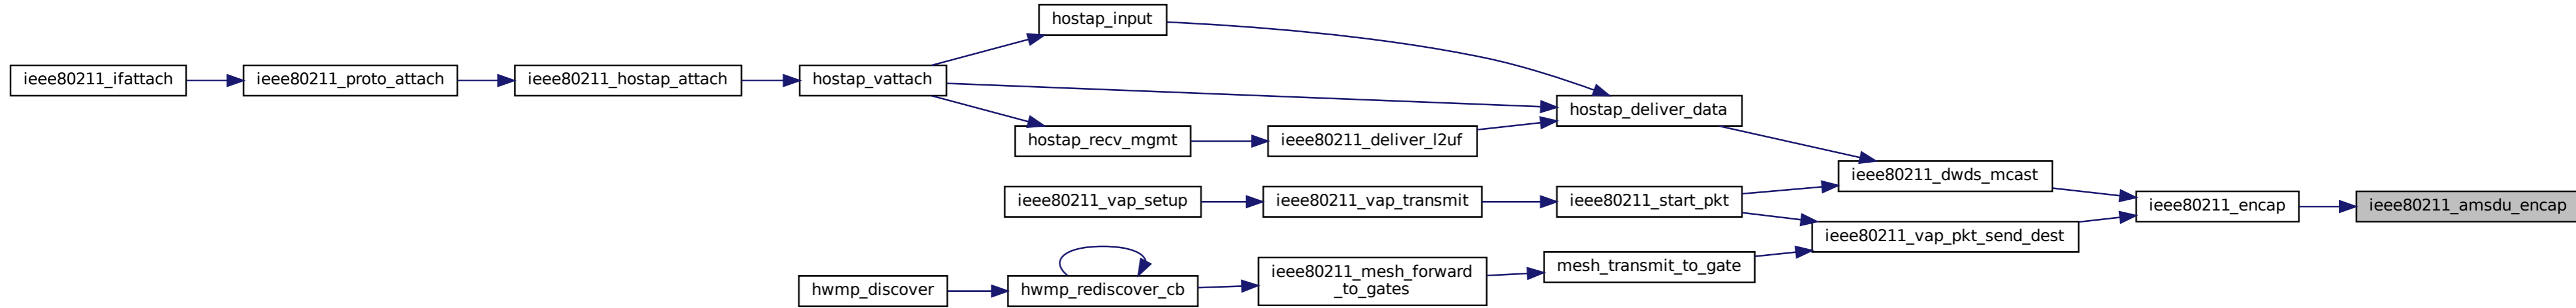 hostap_input
ieee80211_ifattach
ieee80211_proto_attach
ieee80211_hostap_attach
hostap_vattach
hostap_deliver_data
hostap_recv_mgmt
ieee80211_deliver_l2uf
ieee80211_dwds_mcast
ieee80211_vap_setup
ieee80211_vap_transmit
ieee80211_start_pkt
ieee80211_encap
ieee80211_amsdu_encap
ieee80211_vap_pkt_send_dest
mesh_transmit_to_gate
ieee80211_mesh_forward
_to_gates
hwmp_discover
hwmp_rediscover_cb